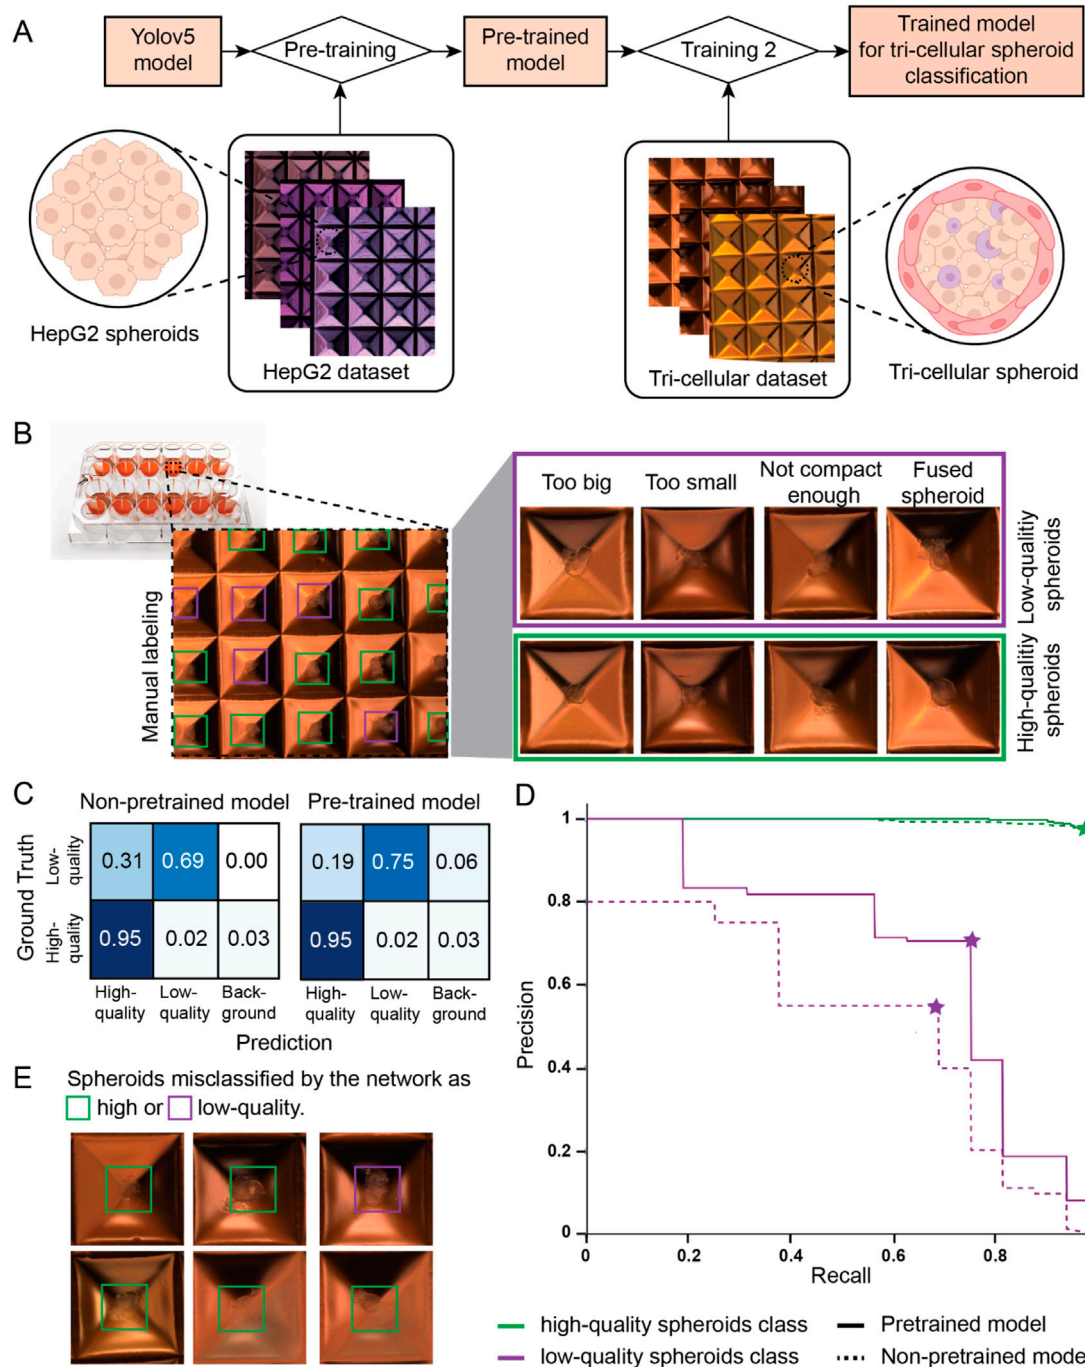 A
Yolov5
model
Pre-training
Pre-trained
model
Training 2
Trained model
for tri-cellular spheroid
classification
HepG2 spheroids
HepG2 dataset
Tri-cellular dataset
Tri-cellular spheroid
B
Manual labeling
Too big
Too small
Not compact
enough
Fused
spheroid
Low-quality
spheroids
High-quality
spheroids
C
Non-pretrained model
Pre-trained model
Ground Truth
Low-
quality
High-
quality
0.31 0.69 0.00
0.19 0.75 0.06
0.95 0.02 0.03
0.95 0.02 0.03
High-
quality
Low-
quality
Back-
ground
High-
quality
Low-
quality
Back-
ground
Prediction
D
Precision
1
0.8
0.6
0.4
0.2
0
0
0.2
0.4
0.6
0.8
Recall
high-quality spheroids class
low-quality spheroids class
Pretrained model
Non-pretrained mode
E
Spheroids misclassified by the network as
high or low-quality.